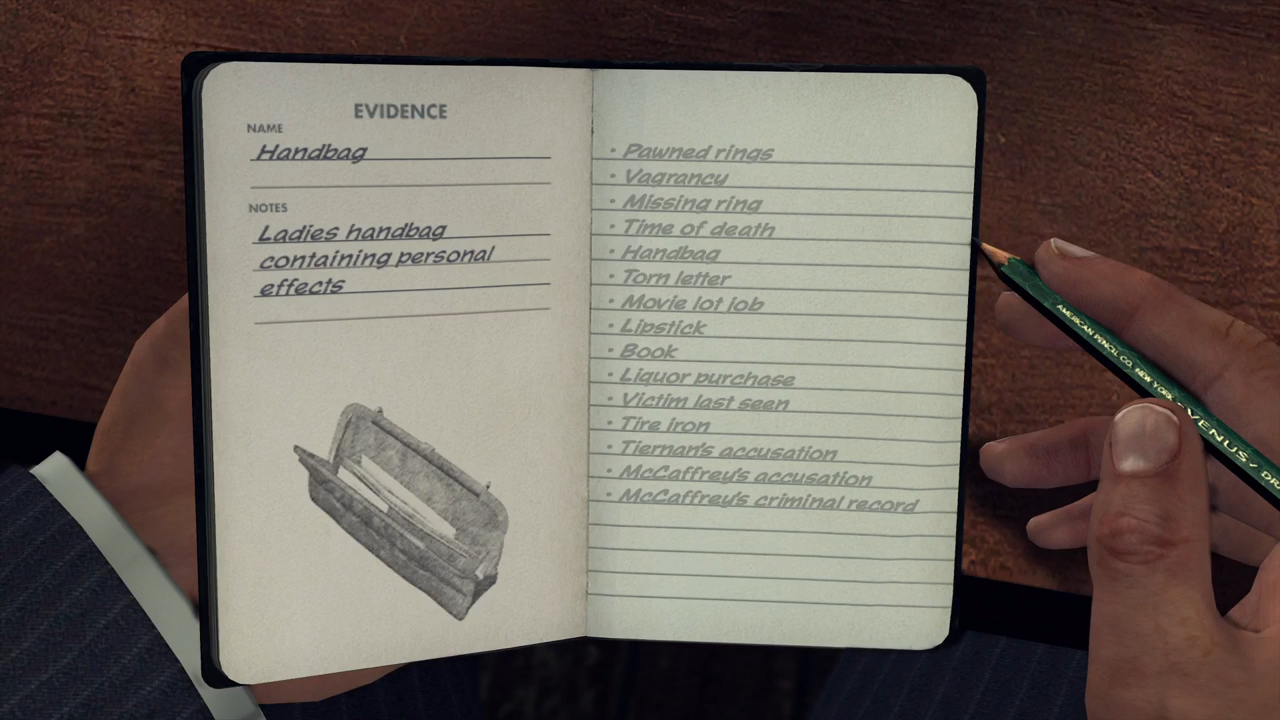 EVIDENCE
NAME
Handbag
NOTES
Ladies handbag
containing personal
effects
• Pawned rings
• Vagrancy
• Missing ring
• Time of death
• Handbag
• Torn letter
• Movie lot job
• Lipstick
• Book
• Liquor purchase
• Victim last seen
• Tire iron
• Tiernan's accusation
• McCaffrey's accusation
• McCaffrey's criminal record
AMERICAN PENCIL CO. NEW YORK VENUS DR